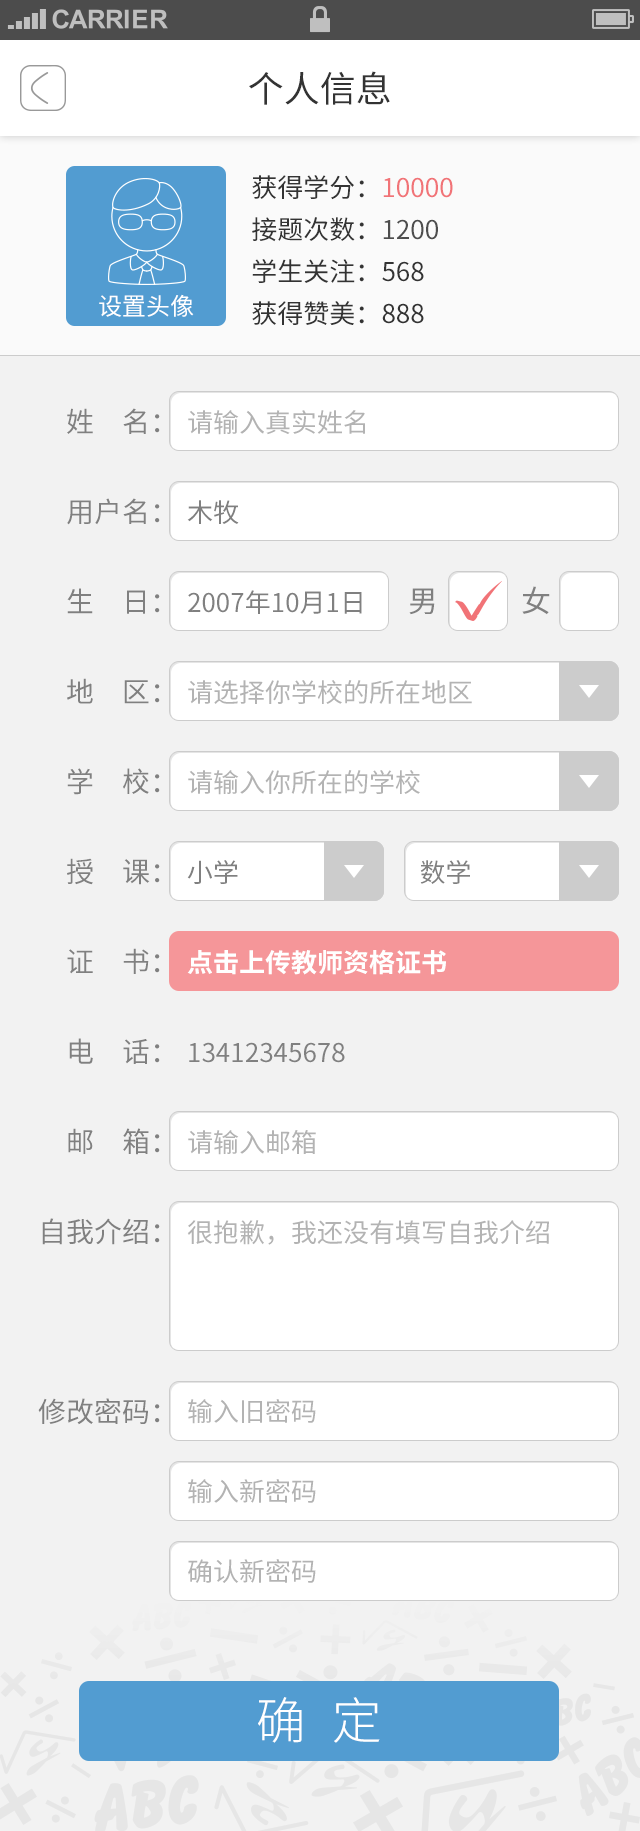 CARRIER
个人信息
获得学分：10000
接题次数：1200
学生关注：568
获得赞美：888
设置头像
姓 名： 请输入真实姓名
用户名： 木牧
生 日： 2007年10月1日 男 女
地 区： 请选择你学校的所在地区
学 校： 请输入你所在的学校
授 课： 小学 数学
证 书： 点击上传教师资格证书
电 话： 13412345678
邮 箱： 请输入邮箱
自我介绍： 很抱歉，我还没有填写自我介绍
修改密码： 输入旧密码
输入新密码
确认新密码
ABC
确 定
BC
ABC
ABC